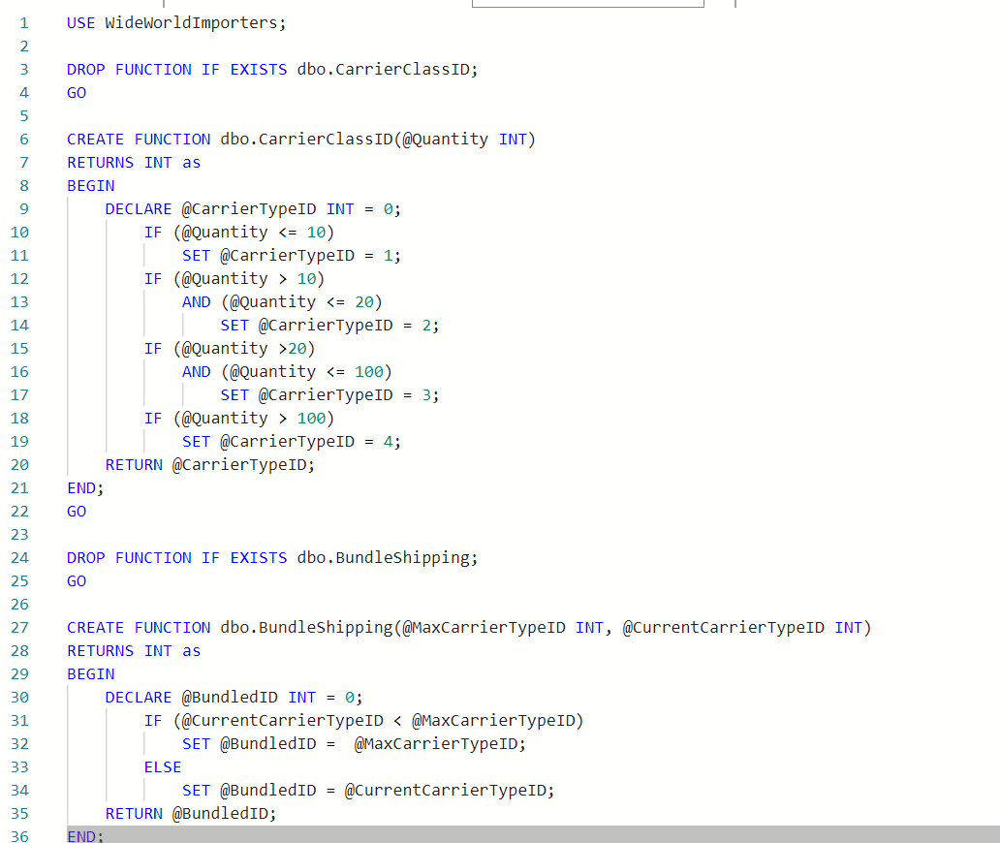 1 USE WideWorldImporters;
2
3 DROP FUNCTION IF EXISTS dbo.CarrierClassID;
4 GO
5
6 CREATE FUNCTION dbo.CarrierClassID(@Quantity INT)
7 RETURNS INT as
8 BEGIN
9     DECLARE @CarrierTypeID INT = 0;
10         IF (@Quantity <= 10)
11             SET @CarrierTypeID = 1;
12         IF (@Quantity > 10)
13             AND (@Quantity <= 20)
14                 SET @CarrierTypeID = 2;
15         IF (@Quantity >20)
16             AND (@Quantity <= 100)
17                 SET @CarrierTypeID = 3;
18         IF (@Quantity > 100)
19             SET @CarrierTypeID = 4;
20     RETURN @CarrierTypeID;
21 END;
22 GO
23
24 DROP FUNCTION IF EXISTS dbo.BundleShipping;
25 GO
26
27 CREATE FUNCTION dbo.BundleShipping(@MaxCarrierTypeID INT, @CurrentCarrierTypeID INT)
28 RETURNS INT as
29 BEGIN
30     DECLARE @BundledID INT = 0;
31         IF (@CurrentCarrierTypeID < @MaxCarrierTypeID)
32             SET @BundledID =  @MaxCarrierTypeID;
33         ELSE
34             SET @BundledID = @CurrentCarrierTypeID;
35     RETURN @BundledID;
36 END;